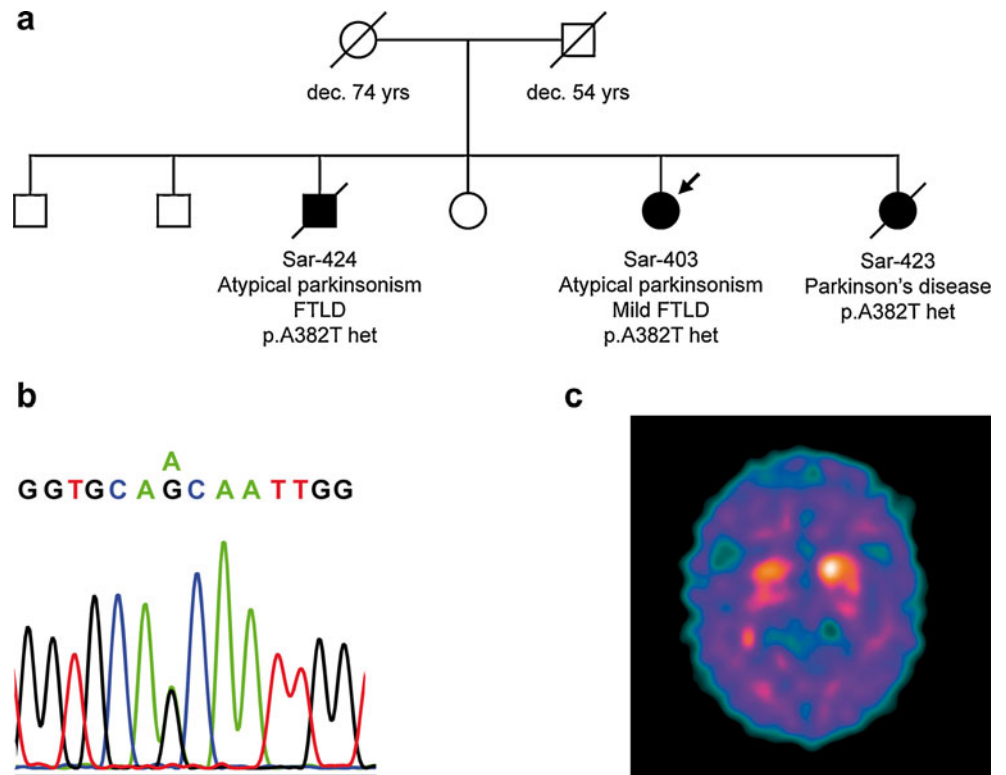 a
dec. 74 yrs
dec. 54 yrs
Sar-424
Atypical parkinsonism
FTLD
p.A382T het
Sar-403
Atypical parkinsonism
Mild FTLD
p.A382T het
Sar-423
Parkinson's disease
p.A382T het
b
A
GGTGCAGCAATTGG
c